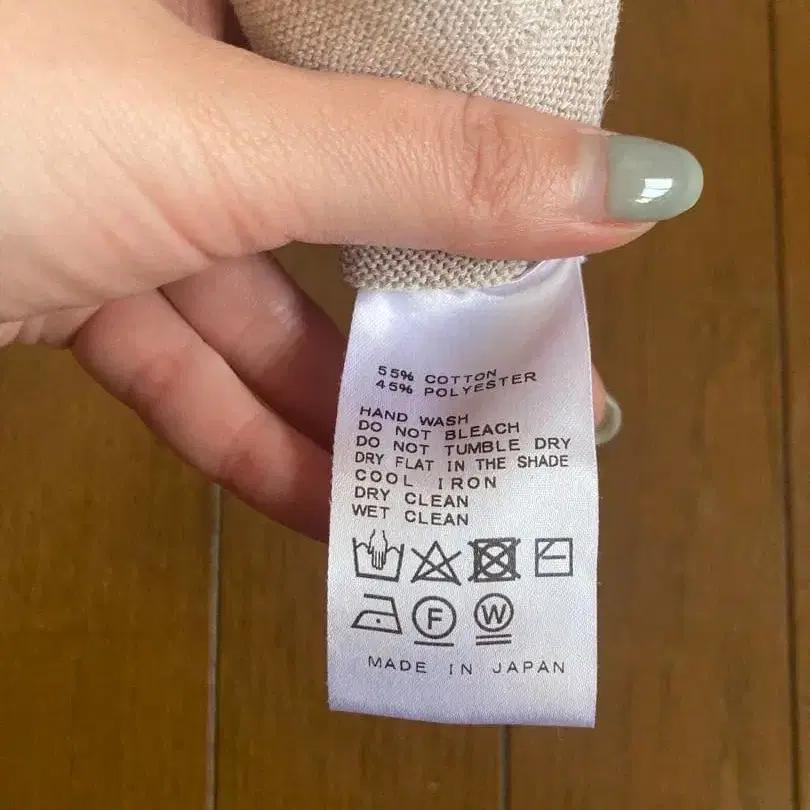 55% COTTON
45% POLYESTER
HAND WASH
DO NOT BLEACH
DO NOT TUMBLE DRY
DRY FLAT IN THE SHADE
COOL IRON
DRY CLEAN
WET CLEAN
F W
MADE IN JAPAN